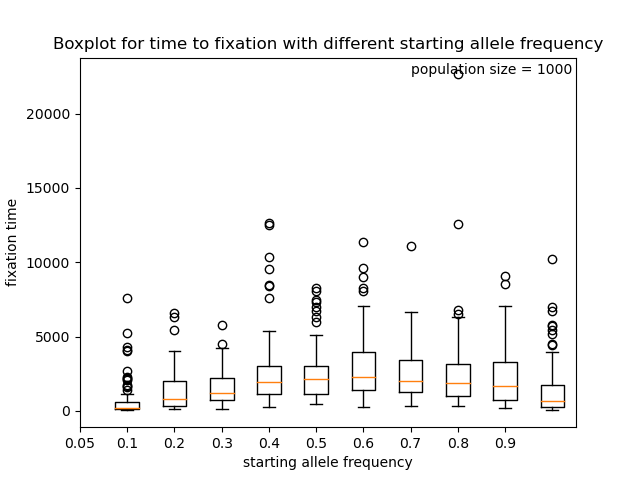 Boxplot for time to fixation with different starting allele frequency
population size = 1000
20000
15000
10000
5000
0
fixation time
0.05 0.1 0.2 0.3 0.4 0.5 0.6 0.7 0.8 0.9
starting allele frequency